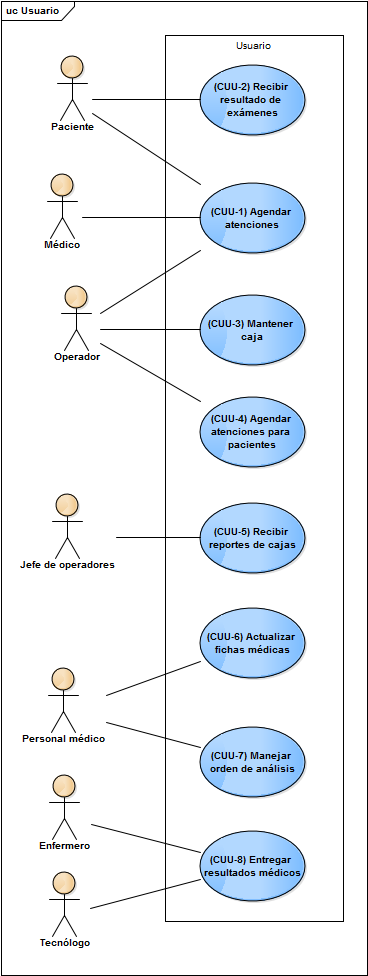 uc Usuario
Usuario
Paciente
(CUU-2) Recibir
resultado de
exámenes
Médico
(CUU-1) Agendar
atenciones
Operador
(CUU-3) Mantener
caja
(CUU-4) Agendar
atenciones para
pacientes
Jefe de operadores
(CUU-5) Recibir
reportes de cajas
(CUU-6) Actualizar
fichas médicas
Personal médico
(CUU-7) Manejar
orden de análisis
Enfermero
(CUU-8) Entregar
resultados médicos
Tecnólogo